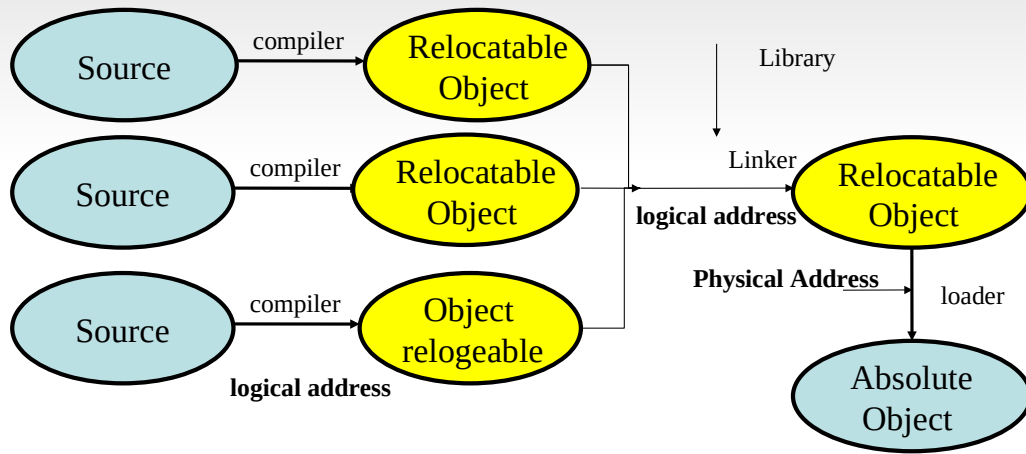 Source
compiler
Relocatable
Object
Library
Source
compiler
Relocatable
Object
Linker
logical address
Relocatable
Object
Physical Address
loader
Source
compiler
Object
relogeable
logical address
Absolute
Object